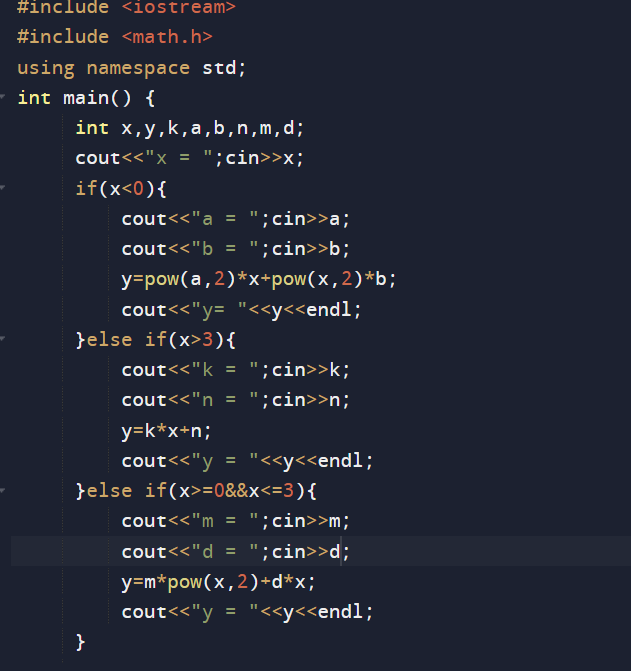 #include <iostream>
#include <math.h>
using namespace std;
int main() {
int x,y,k,a,b,n,m,d;
cout<<"x = ";cin>>x;
if(x<0){
cout<<"a = ";cin>>a;
cout<<"b = ";cin>>b;
y=pow(a,2)*x+pow(x,2)*b;
cout<<"y= "<<y<<endl;
}else if(x>3){
cout<<"k = ";cin>>k;
cout<<"n = ";cin>>n;
y=k*x+n;
cout<<"y = "<<y<<endl;
}else if(x>=0&&x<=3){
cout<<"m = ";cin>>m;
cout<<"d = ";cin>>d;
y=m*pow(x,2)+d*x;
cout<<"y = "<<y<<endl;
}